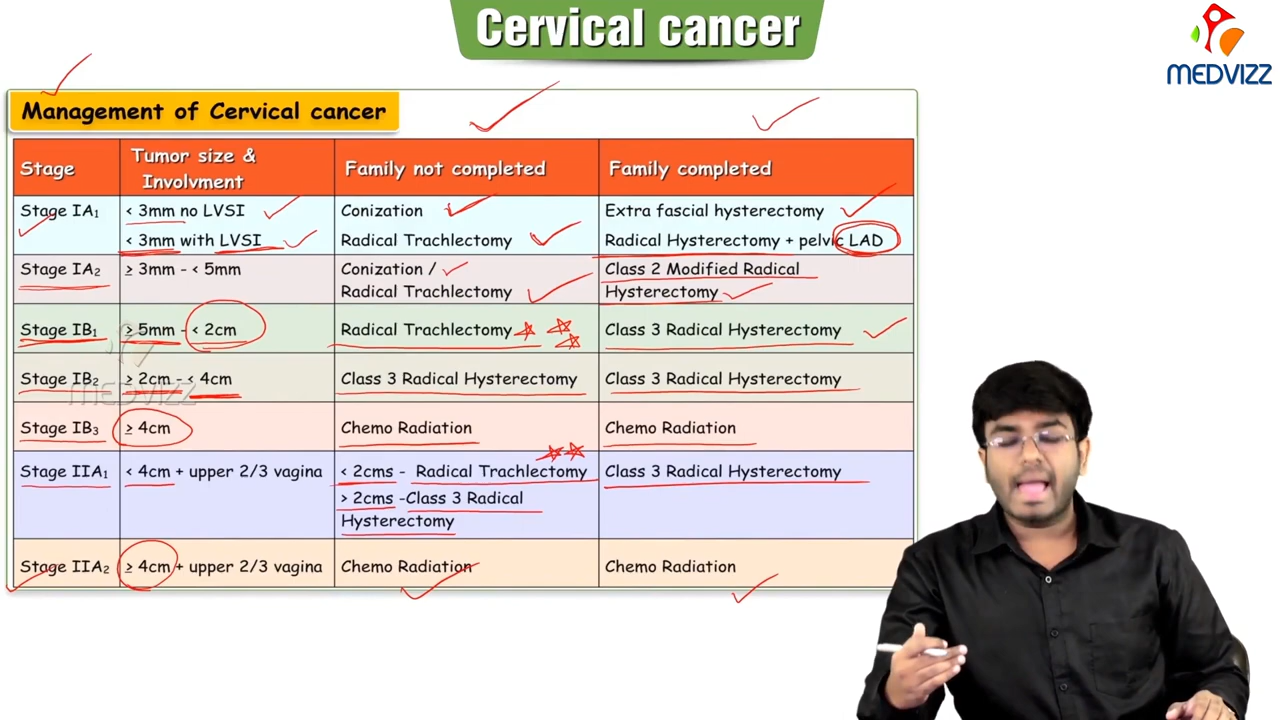 Cervical cancer
MEDVIZZ
Management of Cervical cancer
Stage
Tumor size &
Involvment
Family not completed
Family completed
Stage IA₁
< 3mm no LVSI
Conization
Extra fascial hysterectomy
< 3mm with LVSI
Radical Trachlectomy
Radical Hysterectomy + pelvic LAD
Stage IA₂
≥ 3mm - < 5mm
Conization /
Radical Trachlectomy
Class 2 Modified Radical
Hysterectomy
Stage IB₁
≥ 5mm - < 2cm
Radical Trachlectomy
Class 3 Radical Hysterectomy
Stage IB₂
≥ 2cm - < 4cm
Class 3 Radical Hysterectomy
Class 3 Radical Hysterectomy
MEDVIZZ
Stage IB₃
≥ 4cm
Chemo Radiation
Chemo Radiation
Stage IIA₁
< 4cm + upper 2/3 vagina
< 2cms - Radical Trachlectomy
> 2cms -Class 3 Radical
Hysterectomy
Class 3 Radical Hysterectomy
Stage IIA₂
≥ 4cm + upper 2/3 vagina
Chemo Radiation
Chemo Radiation